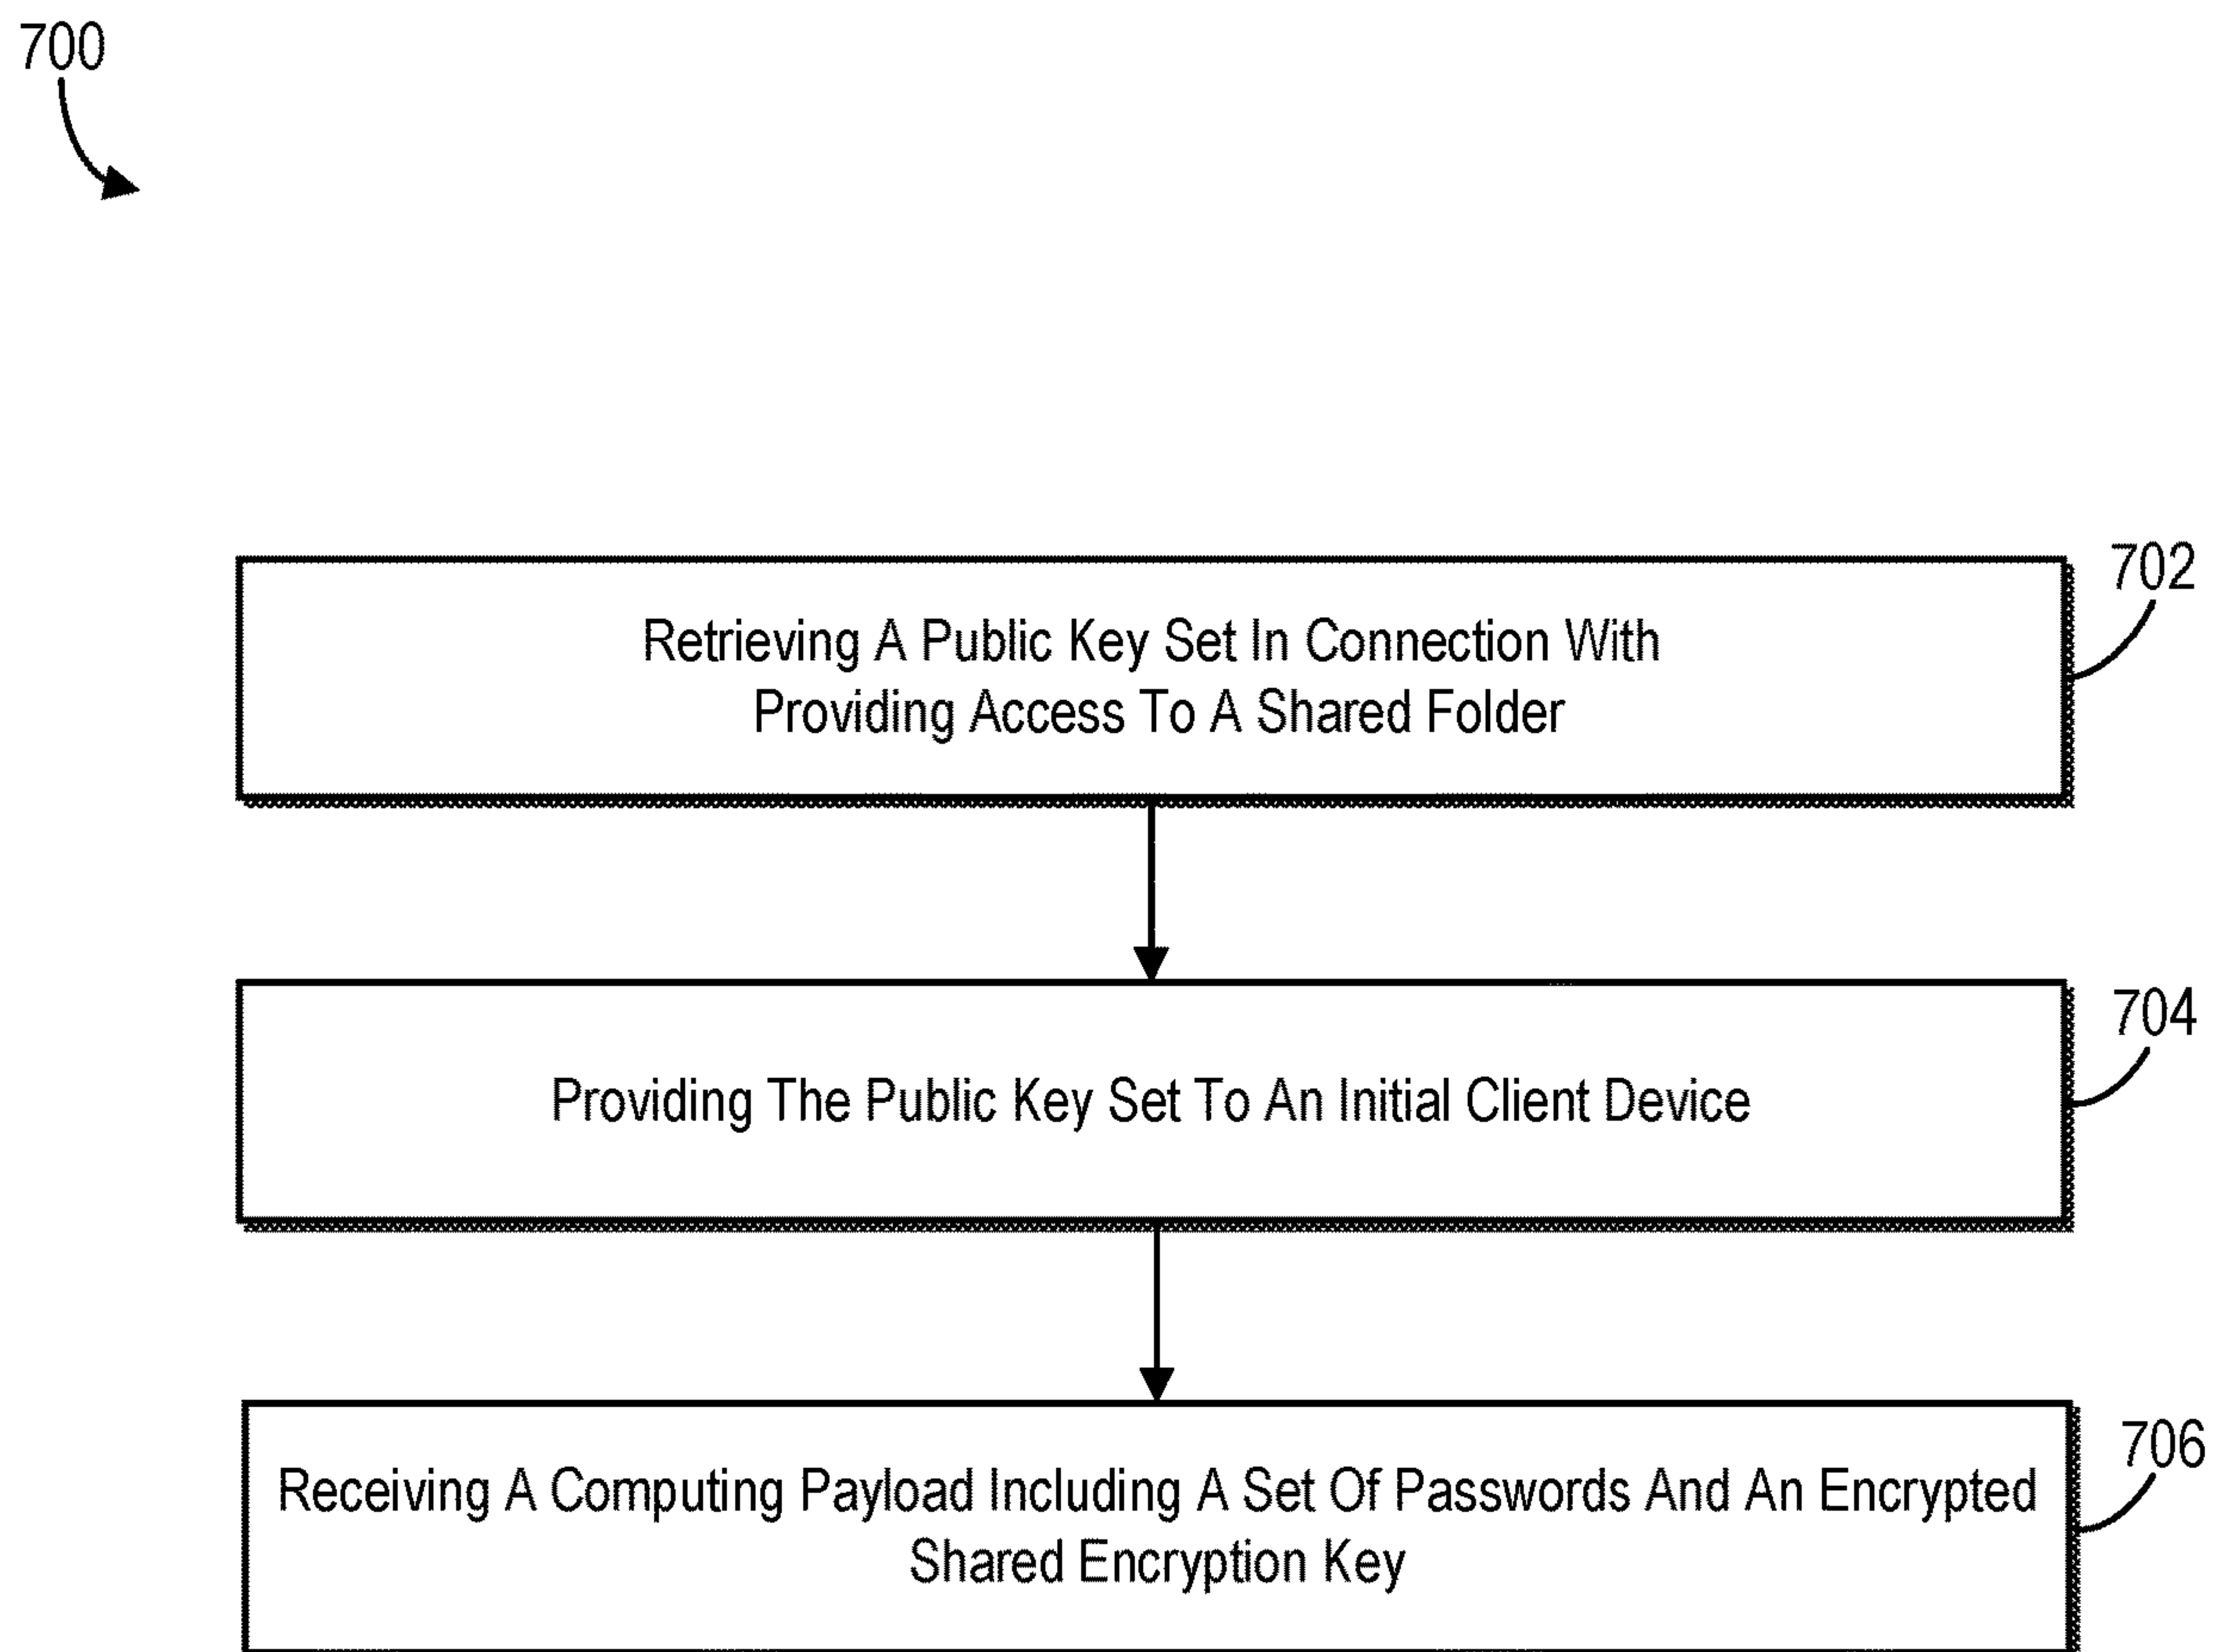 700
702
Retrieving A Public Key Set In Connection With
Providing Access To A Shared Folder
704
Providing The Public Key Set To An Initial Client Device
706
Receiving A Computing Payload Including A Set Of Passwords And An Encrypted
Shared Encryption Key